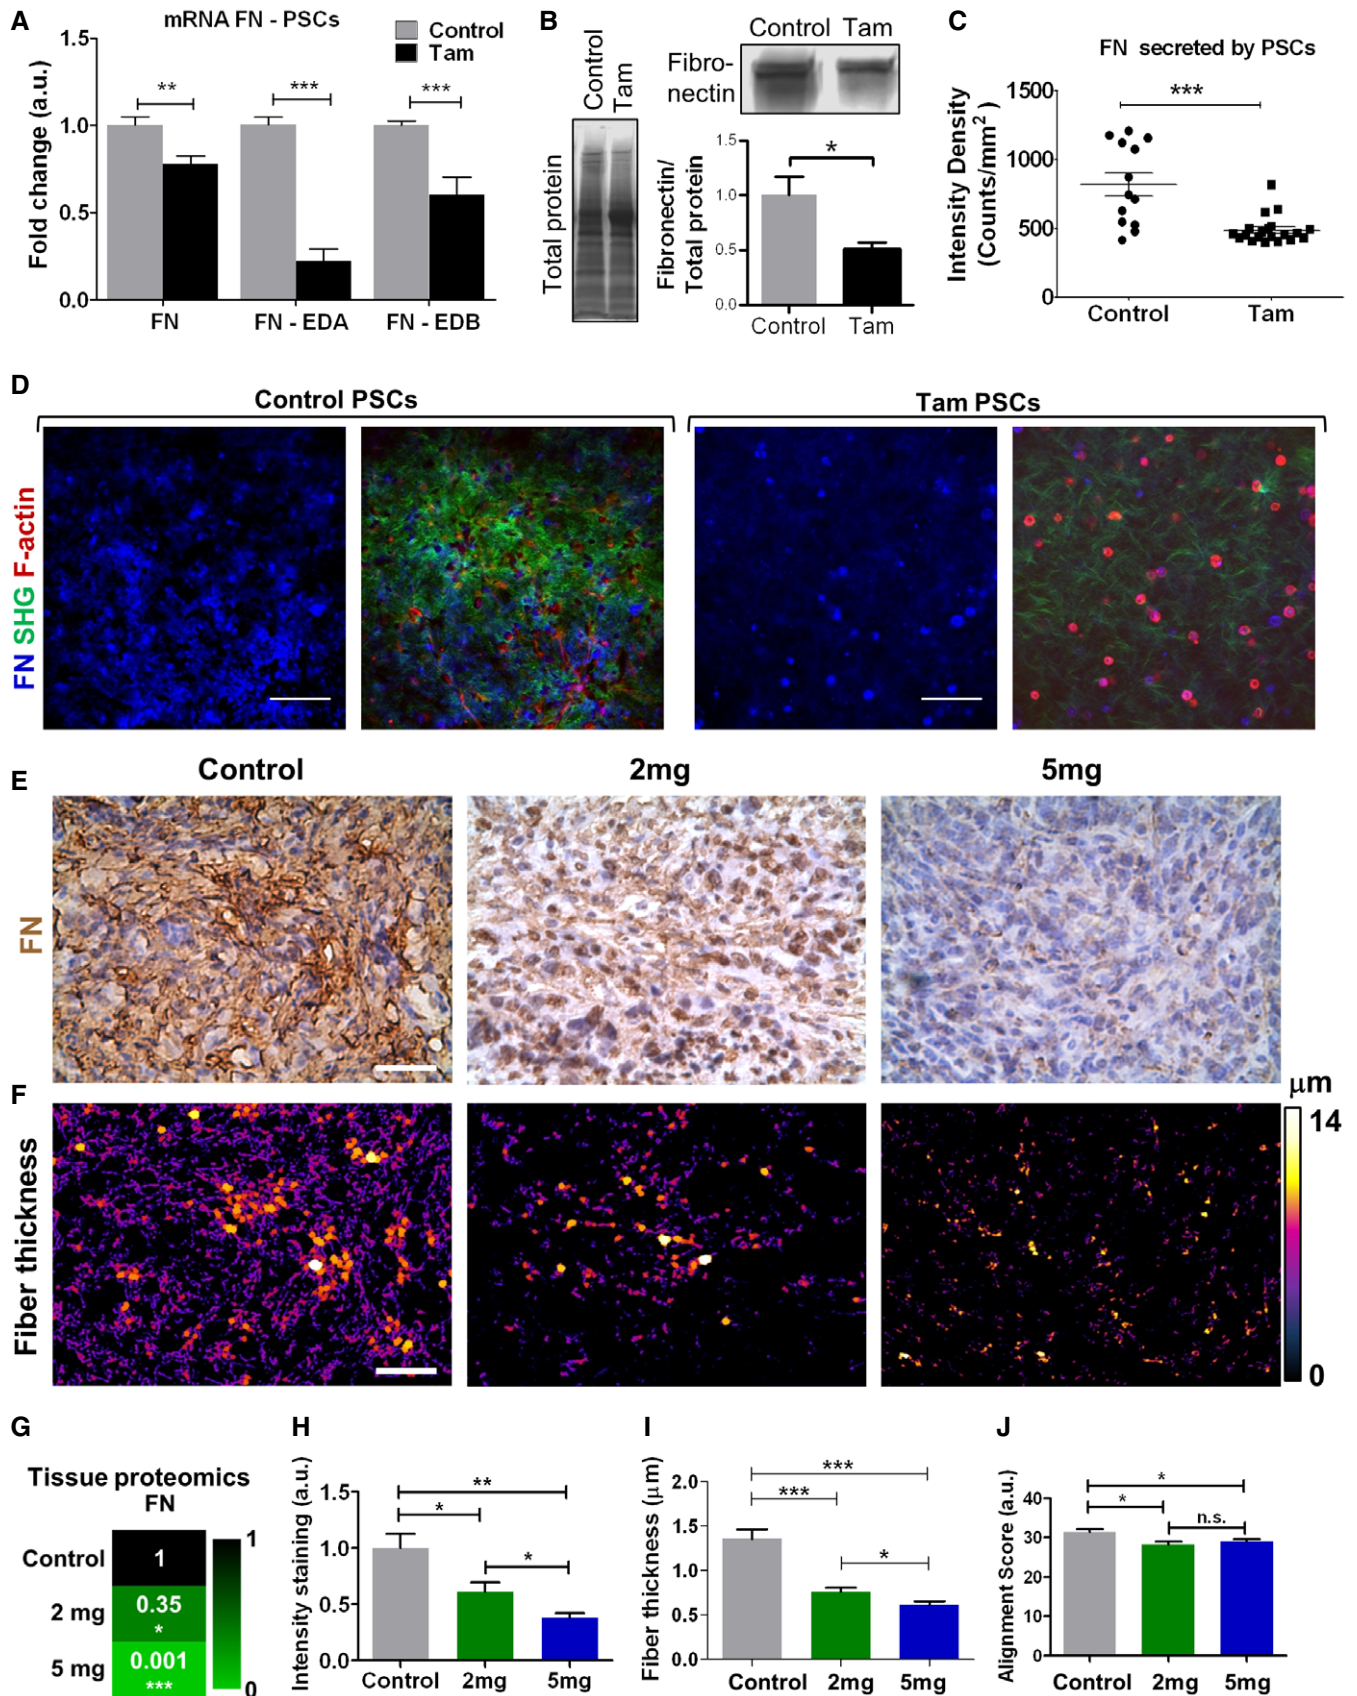 A
mRNA FN - PSCs
Control
Tam
Fold change (a.u.)
1.5
1.0
0.5
0.0
**
***
***
FN
FN - EDA
FN - EDB
B
Control
Tam
Total protein
Control Tam
Fibro-
nectin
Fibronectin/
Total protein
1.5
1.0
0.5
0.0
*
Control
Tam
C
FN secreted by PSCs
Intensity Density
(Counts/mm²)
1500
1000
500
0
***
Control
Tam
D
Control PSCs
Tam PSCs
FN SHG F-actin
E
Control
2mg
5mg
FN
F
Fiber thickness
μm
14
0
G
Tissue proteomics
FN
Control
1
2 mg
0.35
*
5 mg
0.001
***
1
0
H
Intensity staining (a.u.)
1.5
1.0
0.5
0.0
**
*
*
Control
2mg
5mg
I
Fiber thickness (μm)
2.0
1.5
1.0
0.5
0.0
***
***
*
Control
2mg
5mg
J
Alignment Score (a.u.)
40
30
20
10
0
*
*
n.s.
Control
2mg
5mg